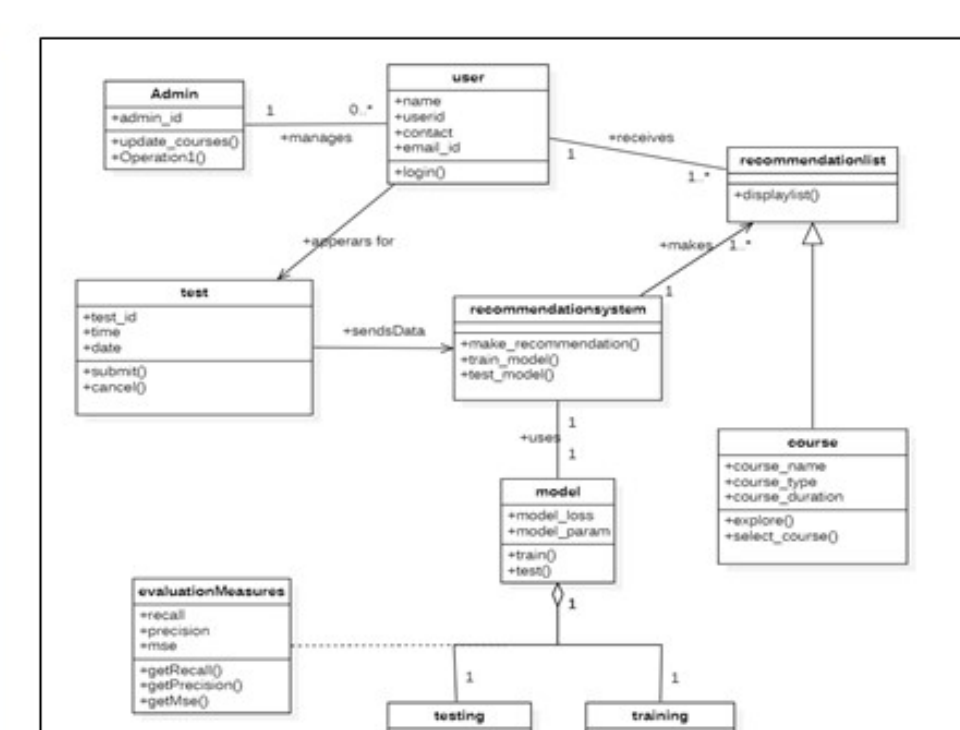 Admin
+admin_id
+update_courses()
+Operation1()
1
0..*
+manages
user
+name
+userid
+contact
+email_id
+login()
+receives
1
1..*
recommendationlist
+displaylist()
+apperars for
+makes
1..*
1
test
+test_id
+time
+date
+submit()
+cancel()
+sendsData
recommendationsystem
+make_recommendation()
+train_model()
+test_model()
1
+uses
1
course
+course_name
+course_type
+course_duration
+explore()
+select_course()
model
+model_loss
+model_param
+train()
+test()
1
evaluationMeasures
+recall
+precision
+mse
+getRecall()
+getPrecision()
+getMse()
1
1
testing
training